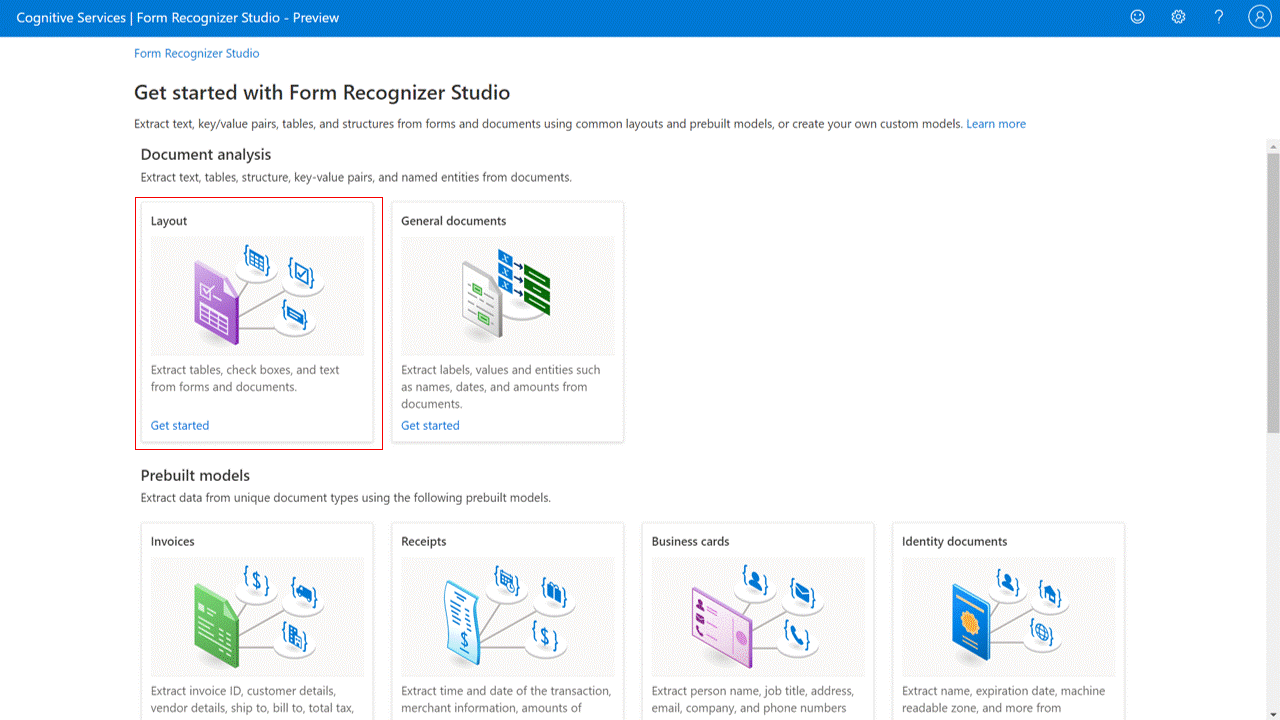 Cognitive Services | Form Recognizer Studio - Preview
Form Recognizer Studio
Get started with Form Recognizer Studio
Extract text, key/value pairs, tables, and structures from forms and documents using common layouts and prebuilt models, or create your own custom models. Learn more
Document analysis
Extract text, tables, structure, key-value pairs, and named entities from documents.
Layout
Extract tables, check boxes, and text
from forms and documents.
Get started
General documents
Extract labels, values and entities such
as names, dates, and amounts from
documents.
Get started
Prebuilt models
Extract data from unique document types using the following prebuilt models.
Invoices
Extract invoice ID, customer details,
vendor details, ship to, bill to, total tax,
Receipts
Extract time and date of the transaction,
merchant information, amounts of
Business cards
Extract person name, job title, address,
email, company, and phone numbers
Identity documents
Extract name, expiration date, machine
readable zone, and more from